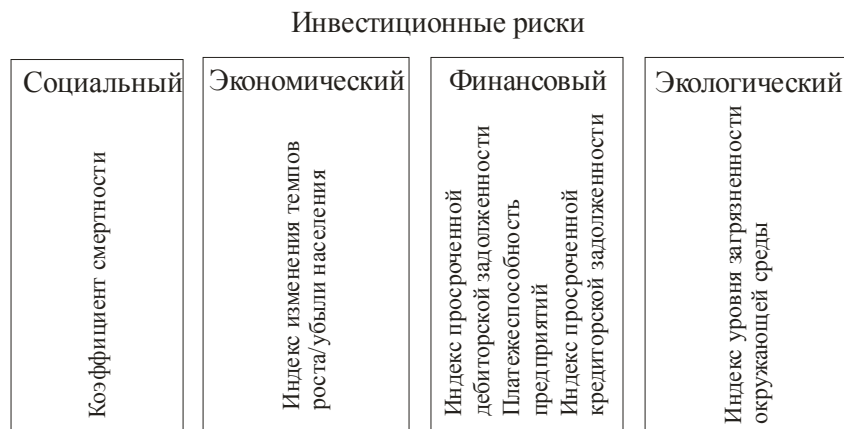 Инвестиционные риски
Социальный
Коэффициент смертности
Экономический
Индекс изменения темпов
роста/убыли населения
Финансовый
Индекс просроченной
дебиторской задолженности
Платежеспособность
предприятий
Индекс просроченной
кредиторской задолженности
Экологический
Индекс уровня загрязненности
окружающей среды